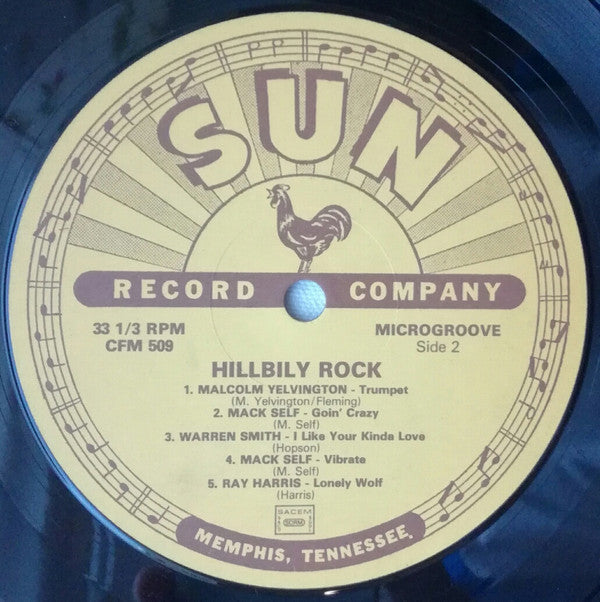 SUN
RECORD COMPANY
33 1/3 RPM
CFM 509
MICROGROOVE
Side 2
HILLBILY ROCK
1. MALCOLM YELVINGTON - Trumpet
(M. Yelvington/Fleming)
2. MACK SELF - Goin' Crazy
(M. Self)
3. WARREN SMITH - I Like Your Kinda Love
(Hopson)
4. MACK SELF - Vibrate
(M. Self)
5. RAY HARRIS - Lonely Wolf
(Harris)
SACEM
SDRM
MEMPHIS, TENNESSEE.